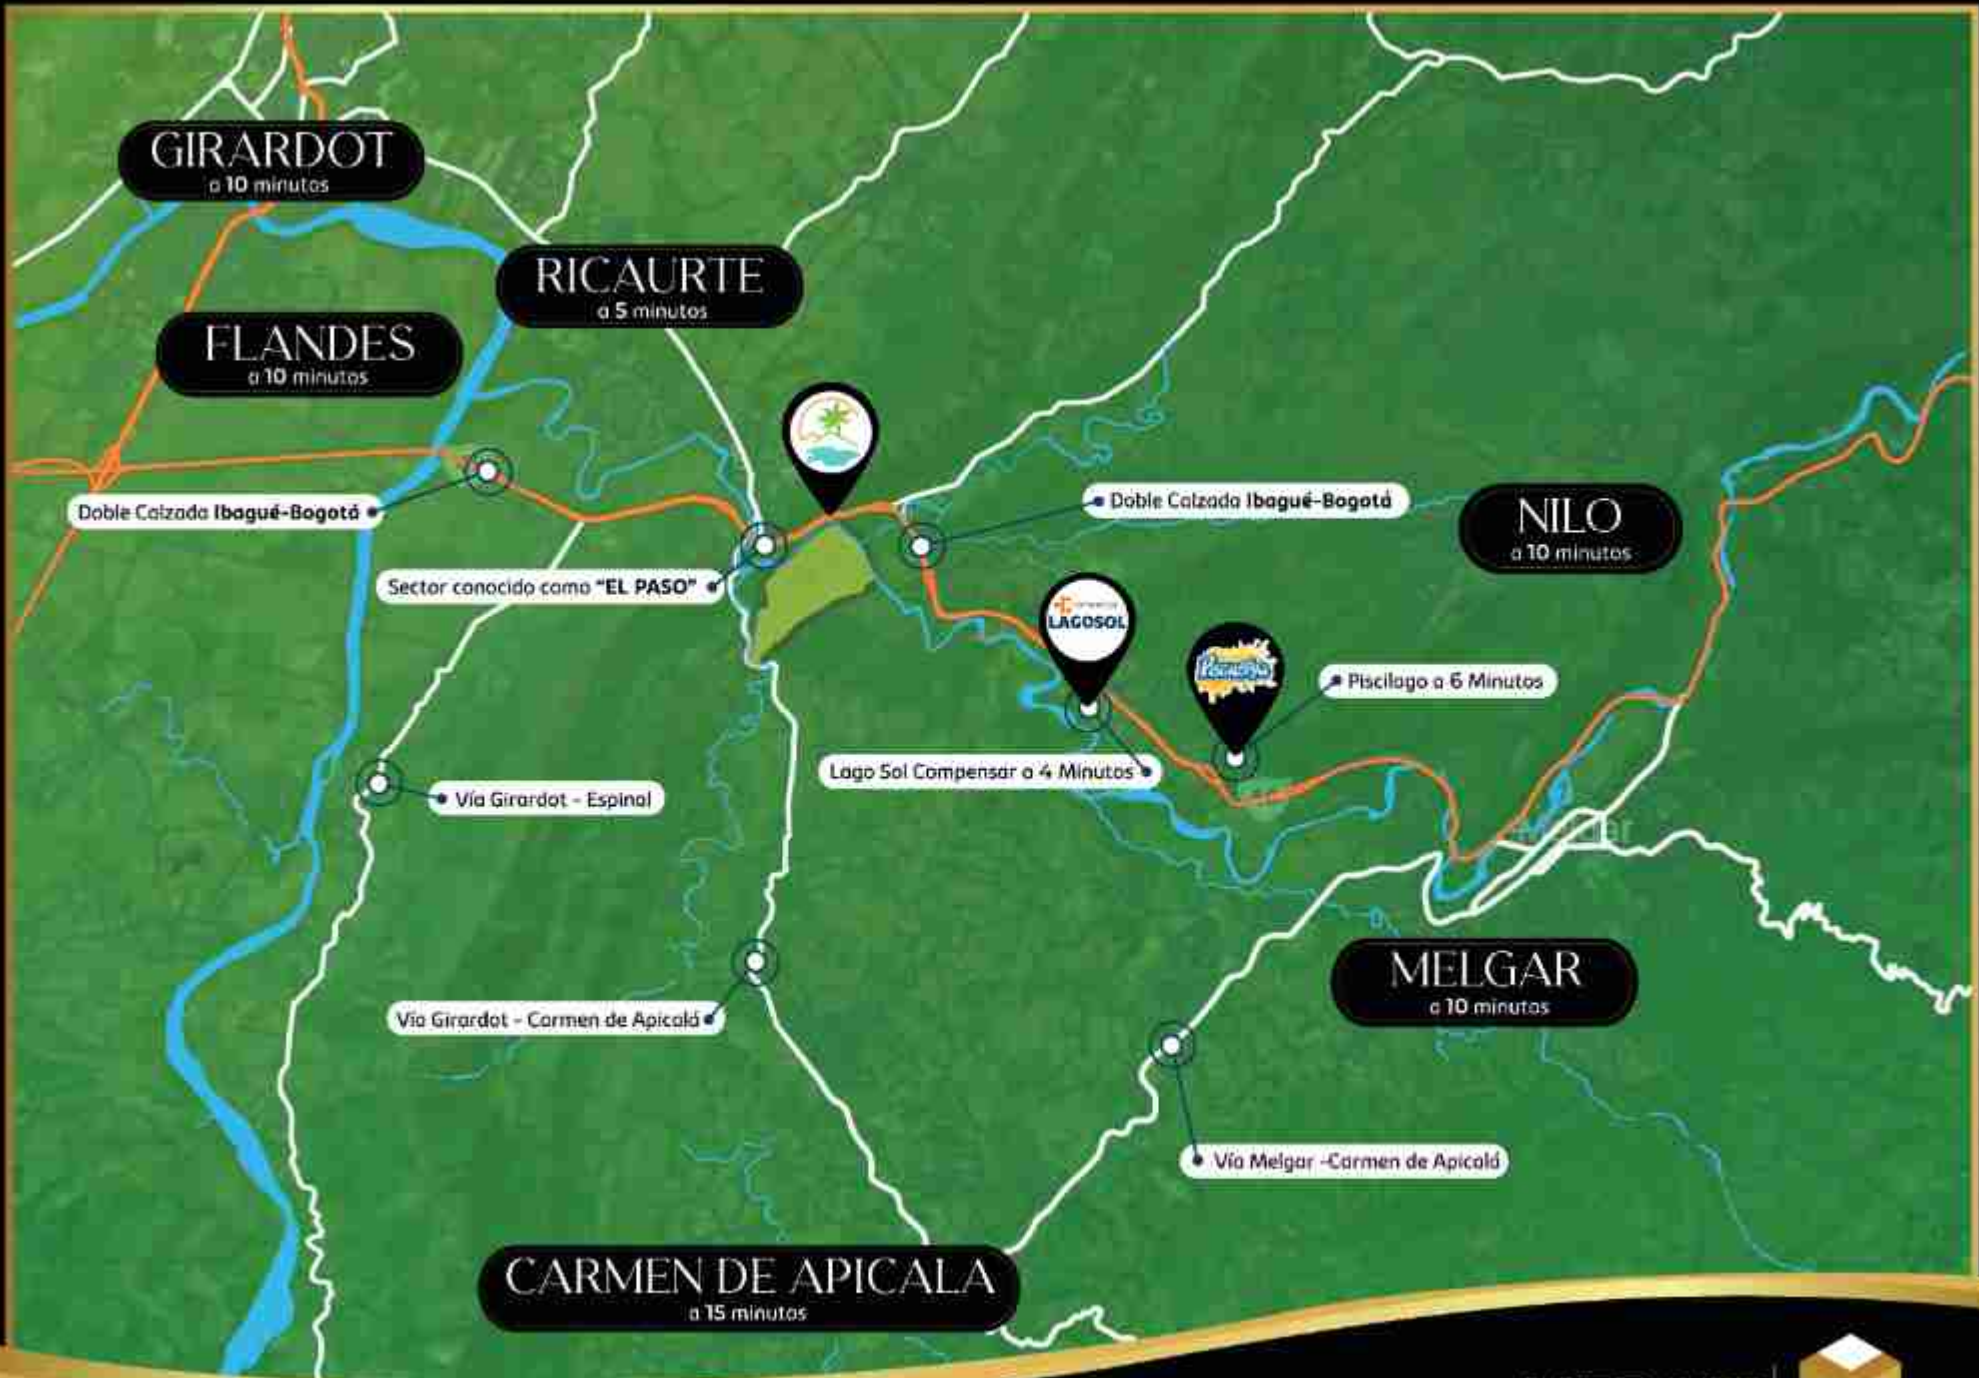 GIRARDOT
a 10 minutos
RICAURTE
a 5 minutos
FLANDES
a 10 minutos
Doble Calzada Ibagué-Bogotá
Doble Calzada Ibagué-Bogotá
NILO
a 10 minutos
Sector conocido como "EL PASO"
LAGOSOL
Piscilago a 6 Minutos
Lago Sol Compensar a 4 Minutos
Vía Girardot - Espinal
Melgar
MELGAR
a 10 minutos
Vía Girardot - Carmen de Apicalá
Vía Melgar -Carmen de Apicalá
CARMEN DE APICALA
a 15 minutos